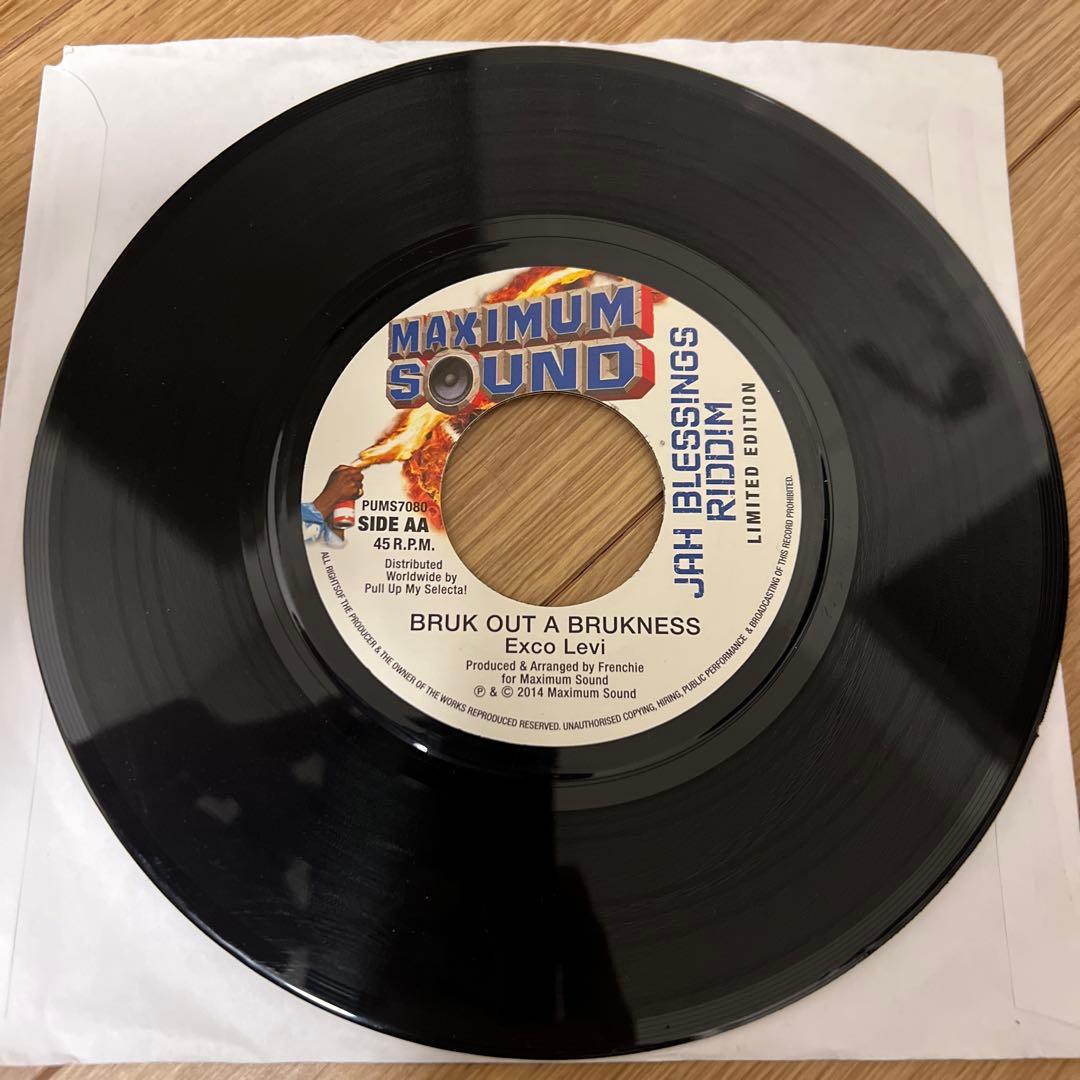 MAXIMUM
SOUND
JAH BLESSINGS
RIDDIM
LIMITED EDITION
PUMS7080
SIDE AA
45 R.P.M.
Distributed
Worldwide by
Pull Up My Selecta!
BRUK OUT A BRUKNESS
Exco Levi
Produced & Arranged by Frenchie
for Maximum Sound
℗ & © 2014 Maximum Sound
ALL RIGHTSOF THE PRODUCER & THE OWNER OF THE WORKS REPRODUCED RESERVED. UNAUTHORISED COPYING, HIRING, PUBLIC PERFORMANCE & BROADCASTING OF THIS RECORD PROHIBITED.